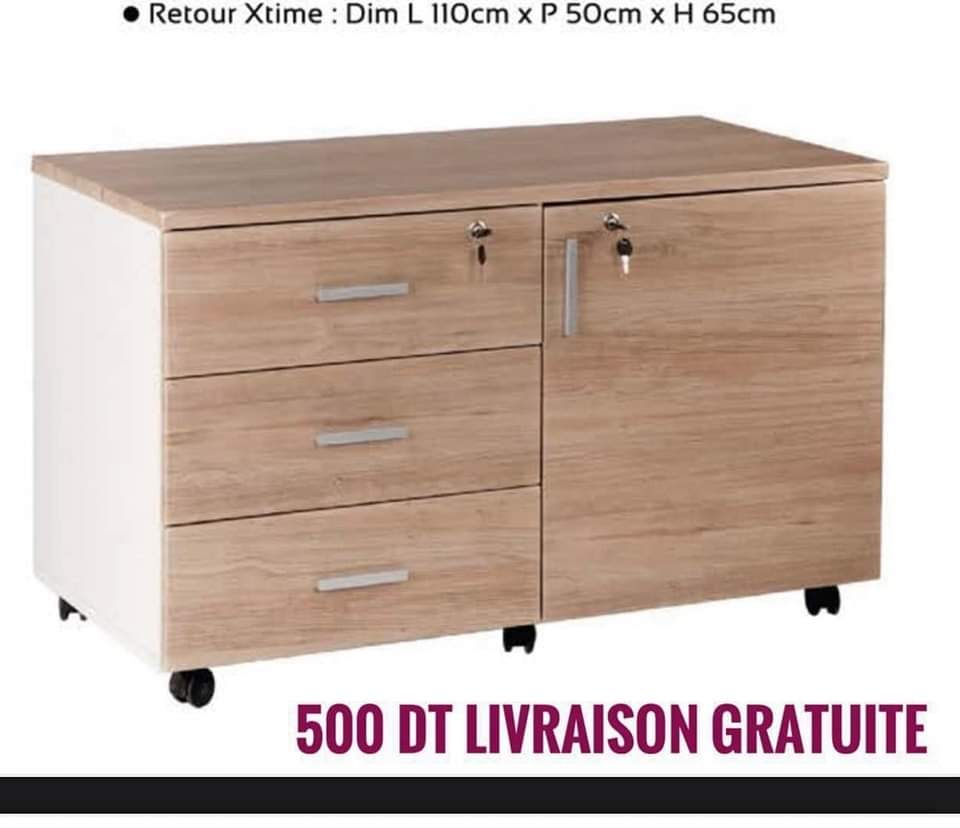 ● Retour Xtime : Dim L 110cm x P 50cm x H 65cm
500 DT LIVRAISON GRATUITE